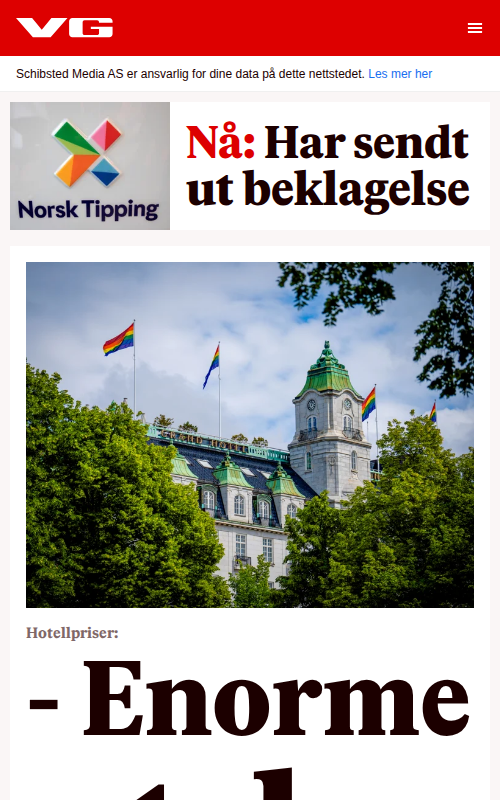 VG
Schibsted Media AS er ansvarlig for dine data på dette nettstedet. Les mer her
Norsk Tipping
Nå: Har sendt
ut beklagelse
Hotellpriser:
- Enorme